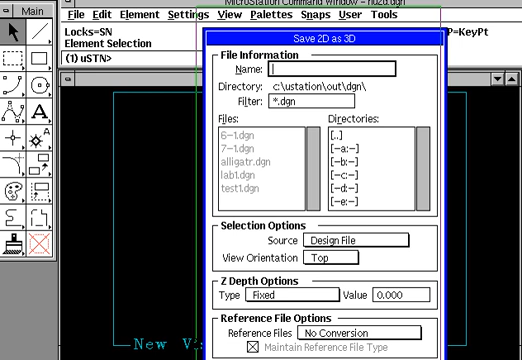 MicroStation Command Window - hu2d.dgn
Main
File Edit Element Settings View Palettes Snaps User Tools
Locks=SN
P=KeyPt
Element Selection
(1) uSTN>
Save 2D as 3D
File Information
Name:
Directory: c:\ustation\out\dgn\
Filter: *.dgn
Files:
6-1.dgn
7-1.dgn
alligatr.dgn
lab1.dgn
test1.dgn
Directories:
[..]
[-a:-]
[-b:-]
[-c:-]
[-d:-]
[-e:-]
Selection Options
Source Design File
View Orientation Top
Z Depth Options
Type Fixed Value 0.000
Reference File Options
Reference Files No Conversion
Maintain Reference File Type
New Vis